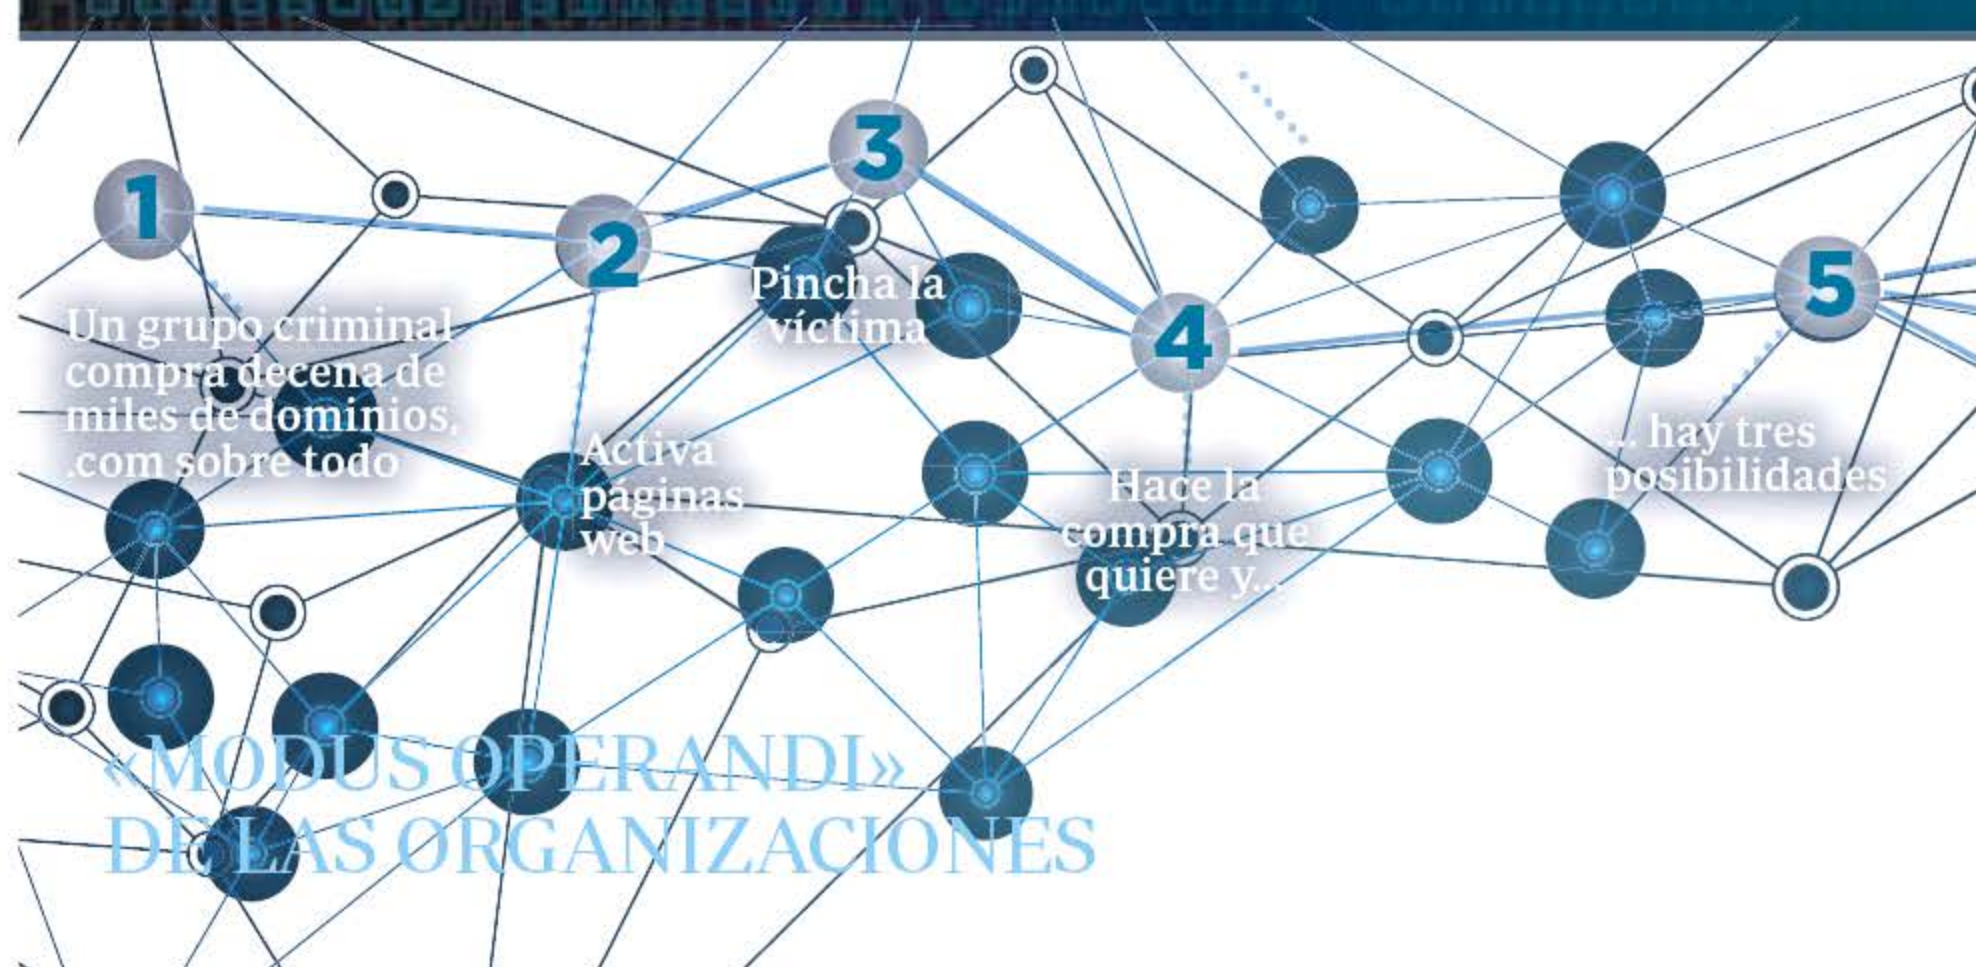 1
Un grupo criminal
compra decena de
miles de dominios,
.com sobre todo
2
Activa
páginas
web
3
Pincha la
víctima
4
Hace la
compra que
quiere y...
5
... hay tres
posibilidades
«MODUS OPERANDI»
DE LAS ORGANIZACIONES